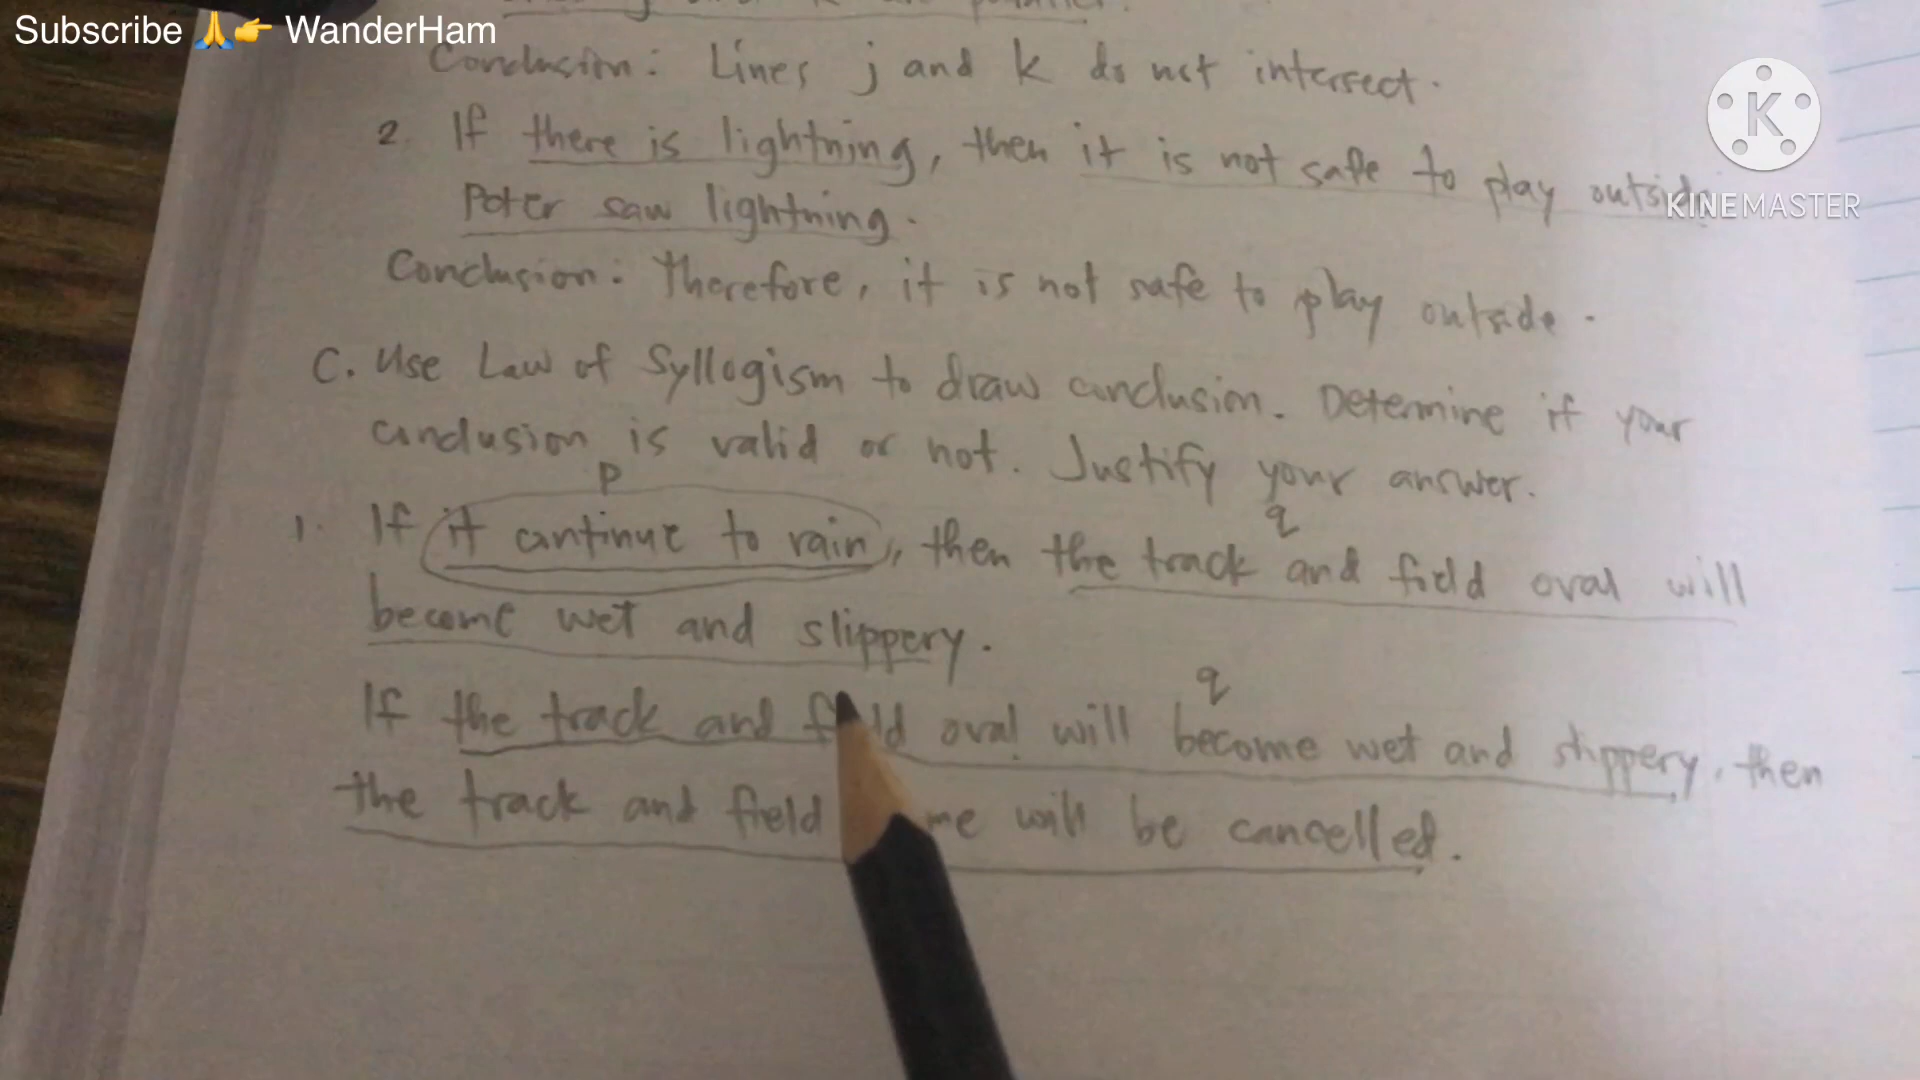 Subscribe 🙏👉 WanderHam
Conclusion: Lines j and k do not intersect.
K
2. If there is lightning, then it is not safe to play outside
KINEMASTER
Peter saw lightning.
Conclusion: Therefore, it is not safe to play outside.
C. Use Law of Syllogism to draw conclusion. Determine if your
conclusion is valid or not. Justify your answer.
p
q
1. If it continue to rain, then the track and field oval will
become wet and slippery.
q
If the track and field oval will become wet and slippery, then
the track and field me will be cancelled.